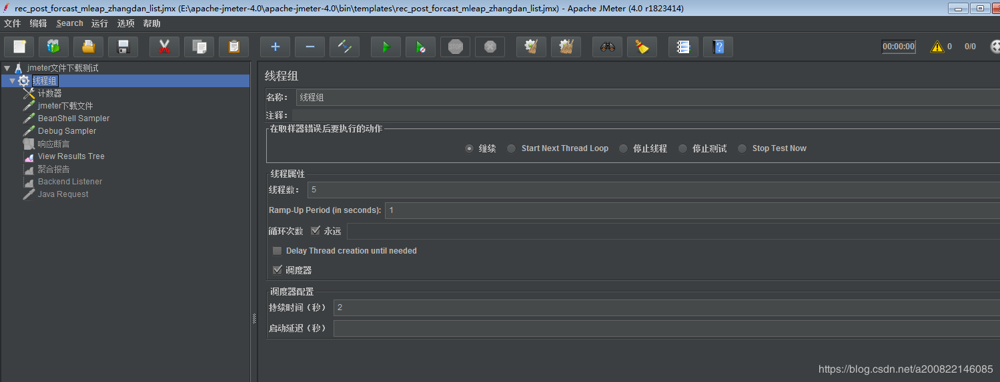 rec_post_forcast_mleap_zhangdan_list.jmx (E:\apache-jmeter-4.0\apache-jmeter-4.0\bin\templates\rec_post_forcast_mleap_zhangdan_list.jmx) - Apache JMeter (4.0 r1823414)
文件 编辑 Search 运行 选项 帮助
STOP 00:00:00 0 0/0
jmeter文件下载测试
线程组
计数器
jmeter下载文件
BeanShell Sampler
Debug Sampler
响应断言
View Results Tree
聚合报告
Backend Listener
Java Request
线程组
名称： 线程组
注释：
在取样器错误后要执行的动作
继续 Start Next Thread Loop 停止线程 停止测试 Stop Test Now
线程属性
线程数： 5
Ramp-Up Period (in seconds): 1
循环次数 永远
Delay Thread creation until needed
调度器
调度器配置
持续时间（秒） 2
启动延迟（秒）
https://blog.csdn.net/a200822146085